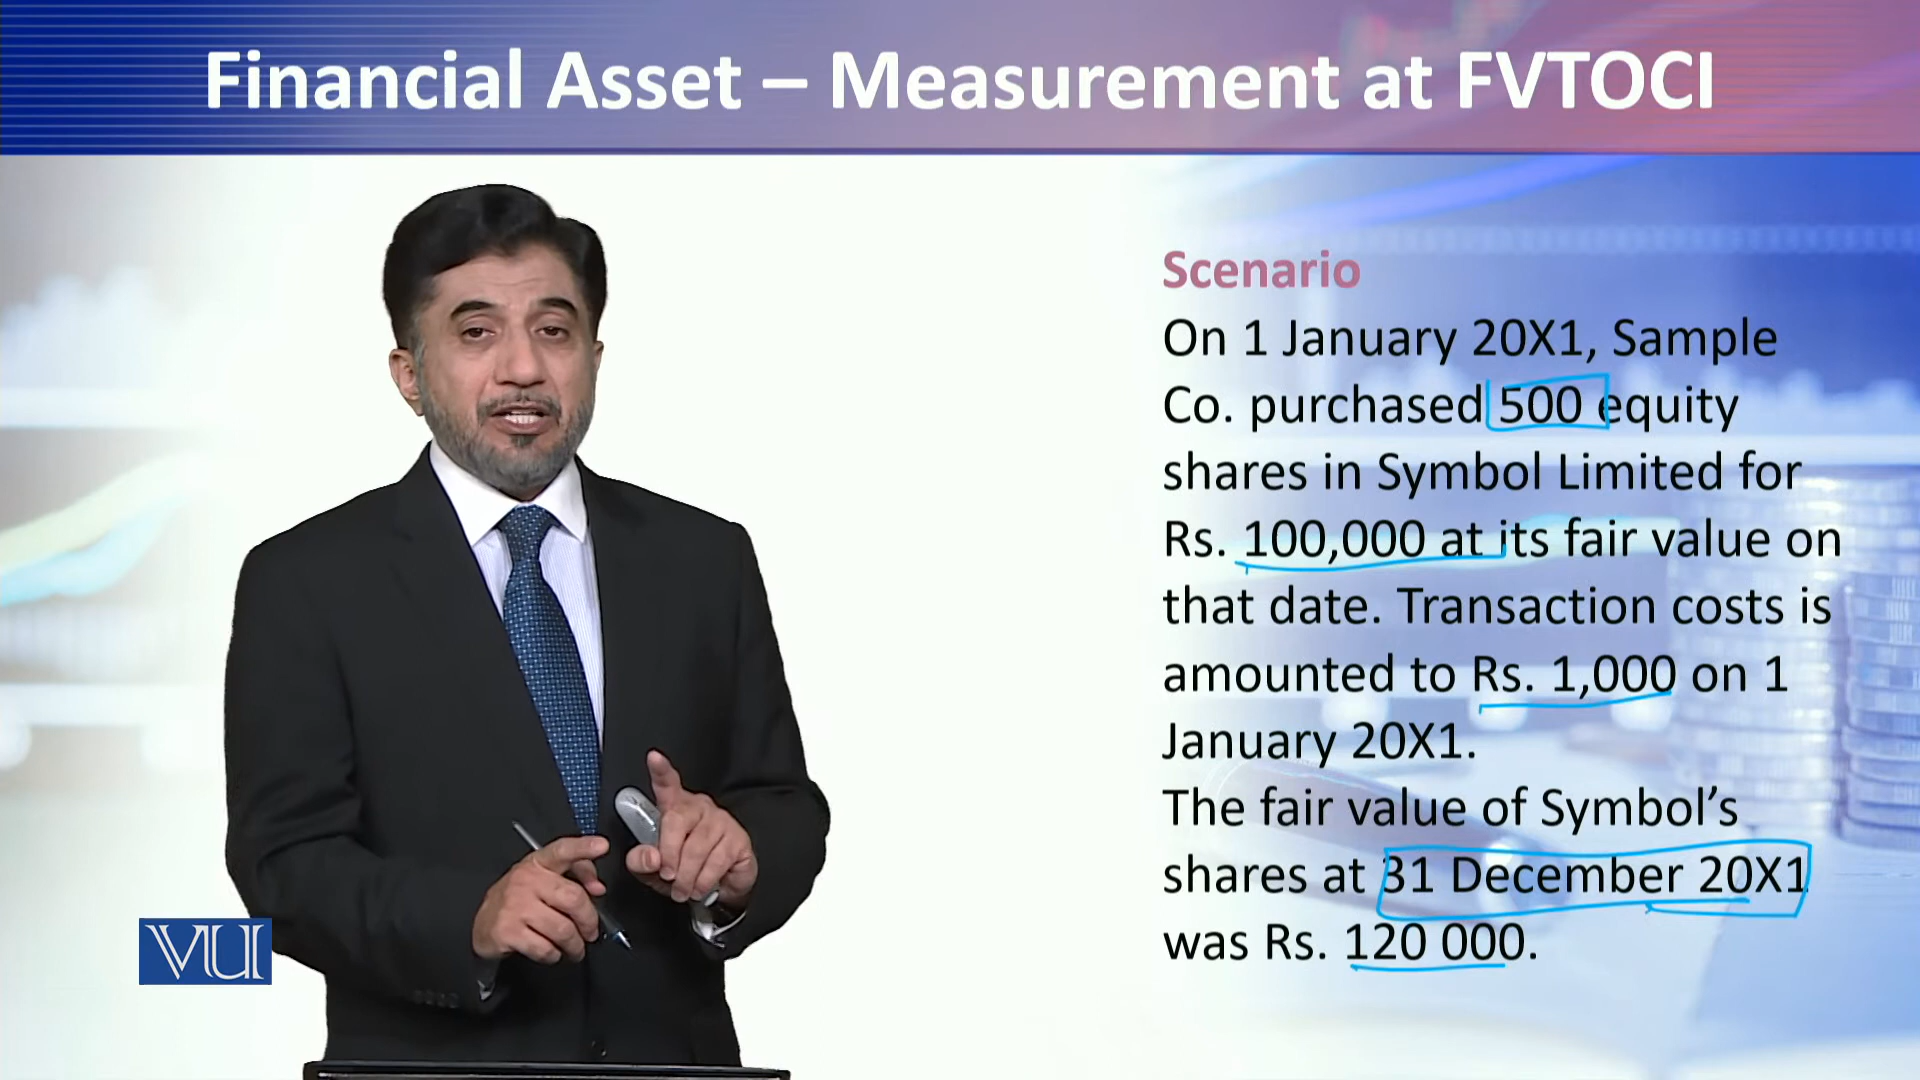 Financial Asset – Measurement at FVTOCI
Scenario
On 1 January 20X1, Sample
Co. purchased 500 equity
shares in Symbol Limited for
Rs. 100,000 at its fair value on
that date. Transaction costs is
amounted to Rs. 1,000 on 1
January 20X1.
The fair value of Symbol’s
shares at 31 December 20X1
was Rs. 120 000.
VU